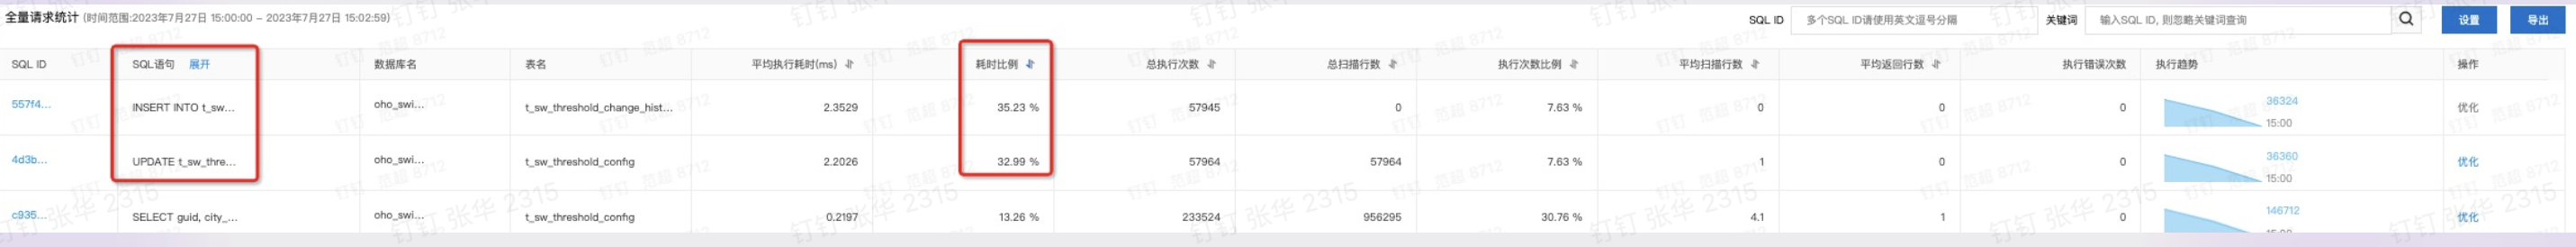 全量请求统计 (时间范围:2023年7月27日 15:00:00 ~ 2023年7月27日 15:02:59) SQL ID 多个SQL ID请使用英文逗号分隔 关键词 输入SQL ID, 则忽略关键词查询 设置 导出
SQL ID SQL语句 展开 数据库名 表名 平均执行耗时(ms) 耗时比例 总执行次数 总扫描行数 执行次数比例 平均扫描行数 平均返回行数 执行错误次数 执行趋势 操作
557f4... INSERT INTO t_sw... oho_swi... t_sw_threshold_change_hist... 2.3529 35.23 % 57945 0 7.63 % 0 0 0 36324 15:00 优化
4d3b... UPDATE t_sw_thre... oho_swi... t_sw_threshold_config 2.2026 32.99 % 57964 57964 7.63 % 1 0 0 36360 15:00 优化
c935... SELECT guid, city_... oho_swi... t_sw_threshold_config 0.2197 13.26 % 233524 956295 30.76 % 4.1 1 0 146712 优化
钉钉 张华 2315
钉钉 范超 8712